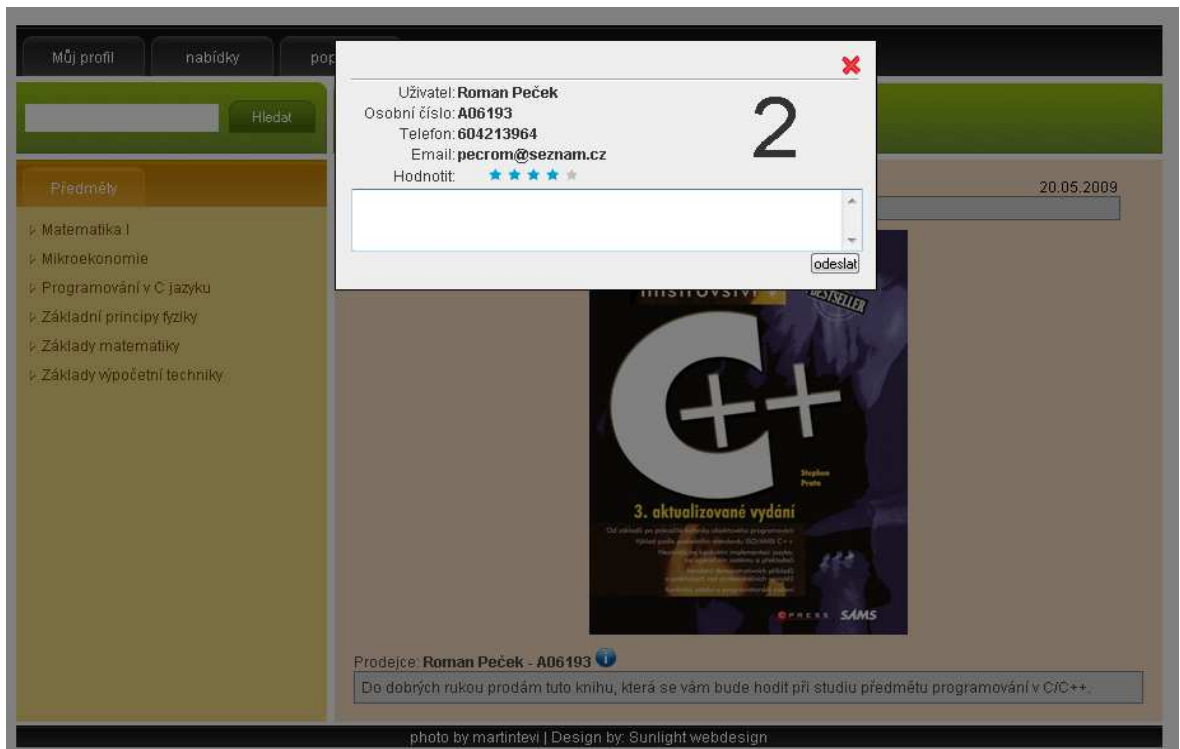 Můj profil
nabídky
pop
Hledat
Uživatel: Roman Peček
Osobní číslo: A06193
Telefon: 604213964
Email: pecrom@seznam.cz
Hodnotit:
2
odeslat
Předměty
Matematika I
Mikroekonomie
Programování v C jazyku
Základní principy fyziky
Základy matematiky
Základy výpočetní techniky
20.05.2009
mistrovství v
BESTSELLER
C++
Stephen
Prata
3. aktualizované vydání
CPRESS SAMS
Prodejce: Roman Peček - A06193
Do dobrých rukou prodám tuto knihu, která se vám bude hodit při studiu předmětu programování v C/C++.
photo by martintevi | Design by: Sunlight webdesign